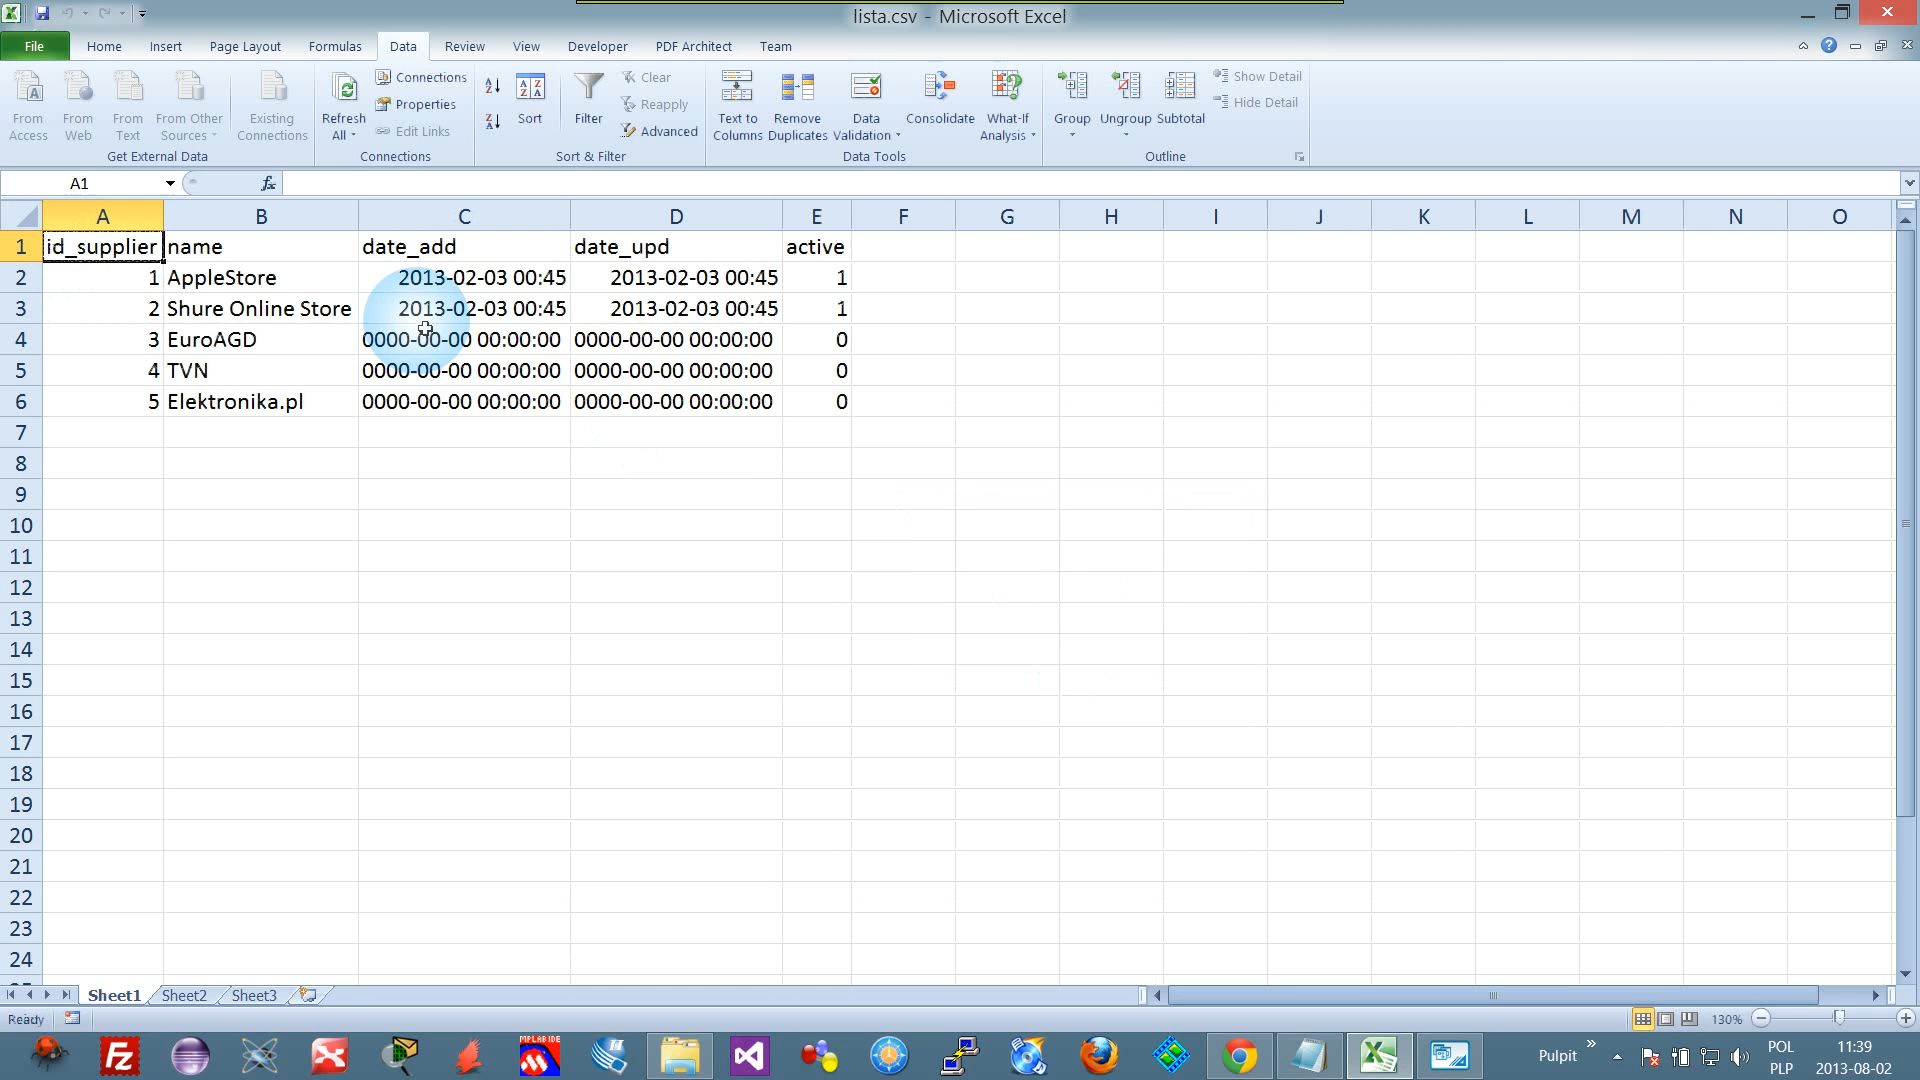 lista.csv - Microsoft Excel
File Home Insert Page Layout Formulas Data Review View Developer PDF Architect Team
From Access
From Web
From Text
From Other Sources
Existing Connections
Get External Data
Refresh All
Connections
Properties
Edit Links
Connections
Sort
Filter
Clear
Reapply
Advanced
Sort & Filter
Text to Columns
Remove Duplicates
Data Validation
Consolidate
What-If Analysis
Data Tools
Group
Ungroup
Subtotal
Show Detail
Hide Detail
Outline
A1 fx
A B C D E F G H I J K L M N O
1 id_supplier name date_add date_upd active
2 1 AppleStore 2013-02-03 00:45 2013-02-03 00:45 1
3 2 Shure Online Store 2013-02-03 00:45 2013-02-03 00:45 1
4 3 EuroAGD 0000-00-00 00:00:00 0000-00-00 00:00:00 0
5 4 TVN 0000-00-00 00:00:00 0000-00-00 00:00:00 0
6 5 Elektronika.pl 0000-00-00 00:00:00 0000-00-00 00:00:00 0
7
8
9
10
11
12
13
14
15
16
17
18
19
20
21
22
23
24
Sheet1 Sheet2 Sheet3
Ready 130%
MPLAB IDE
Pulpit » POL 11:39
PLP 2013-08-02